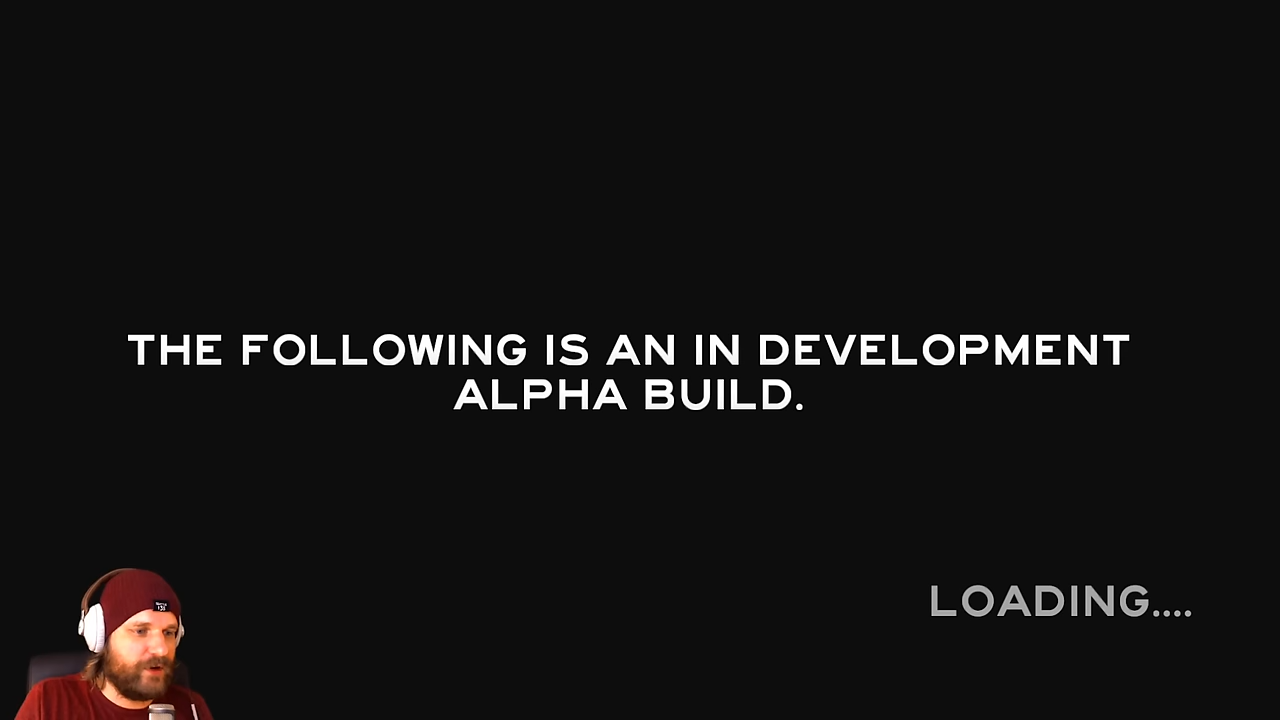 THE FOLLOWING IS AN IN DEVELOPMENT
ALPHA BUILD.
LOADING....